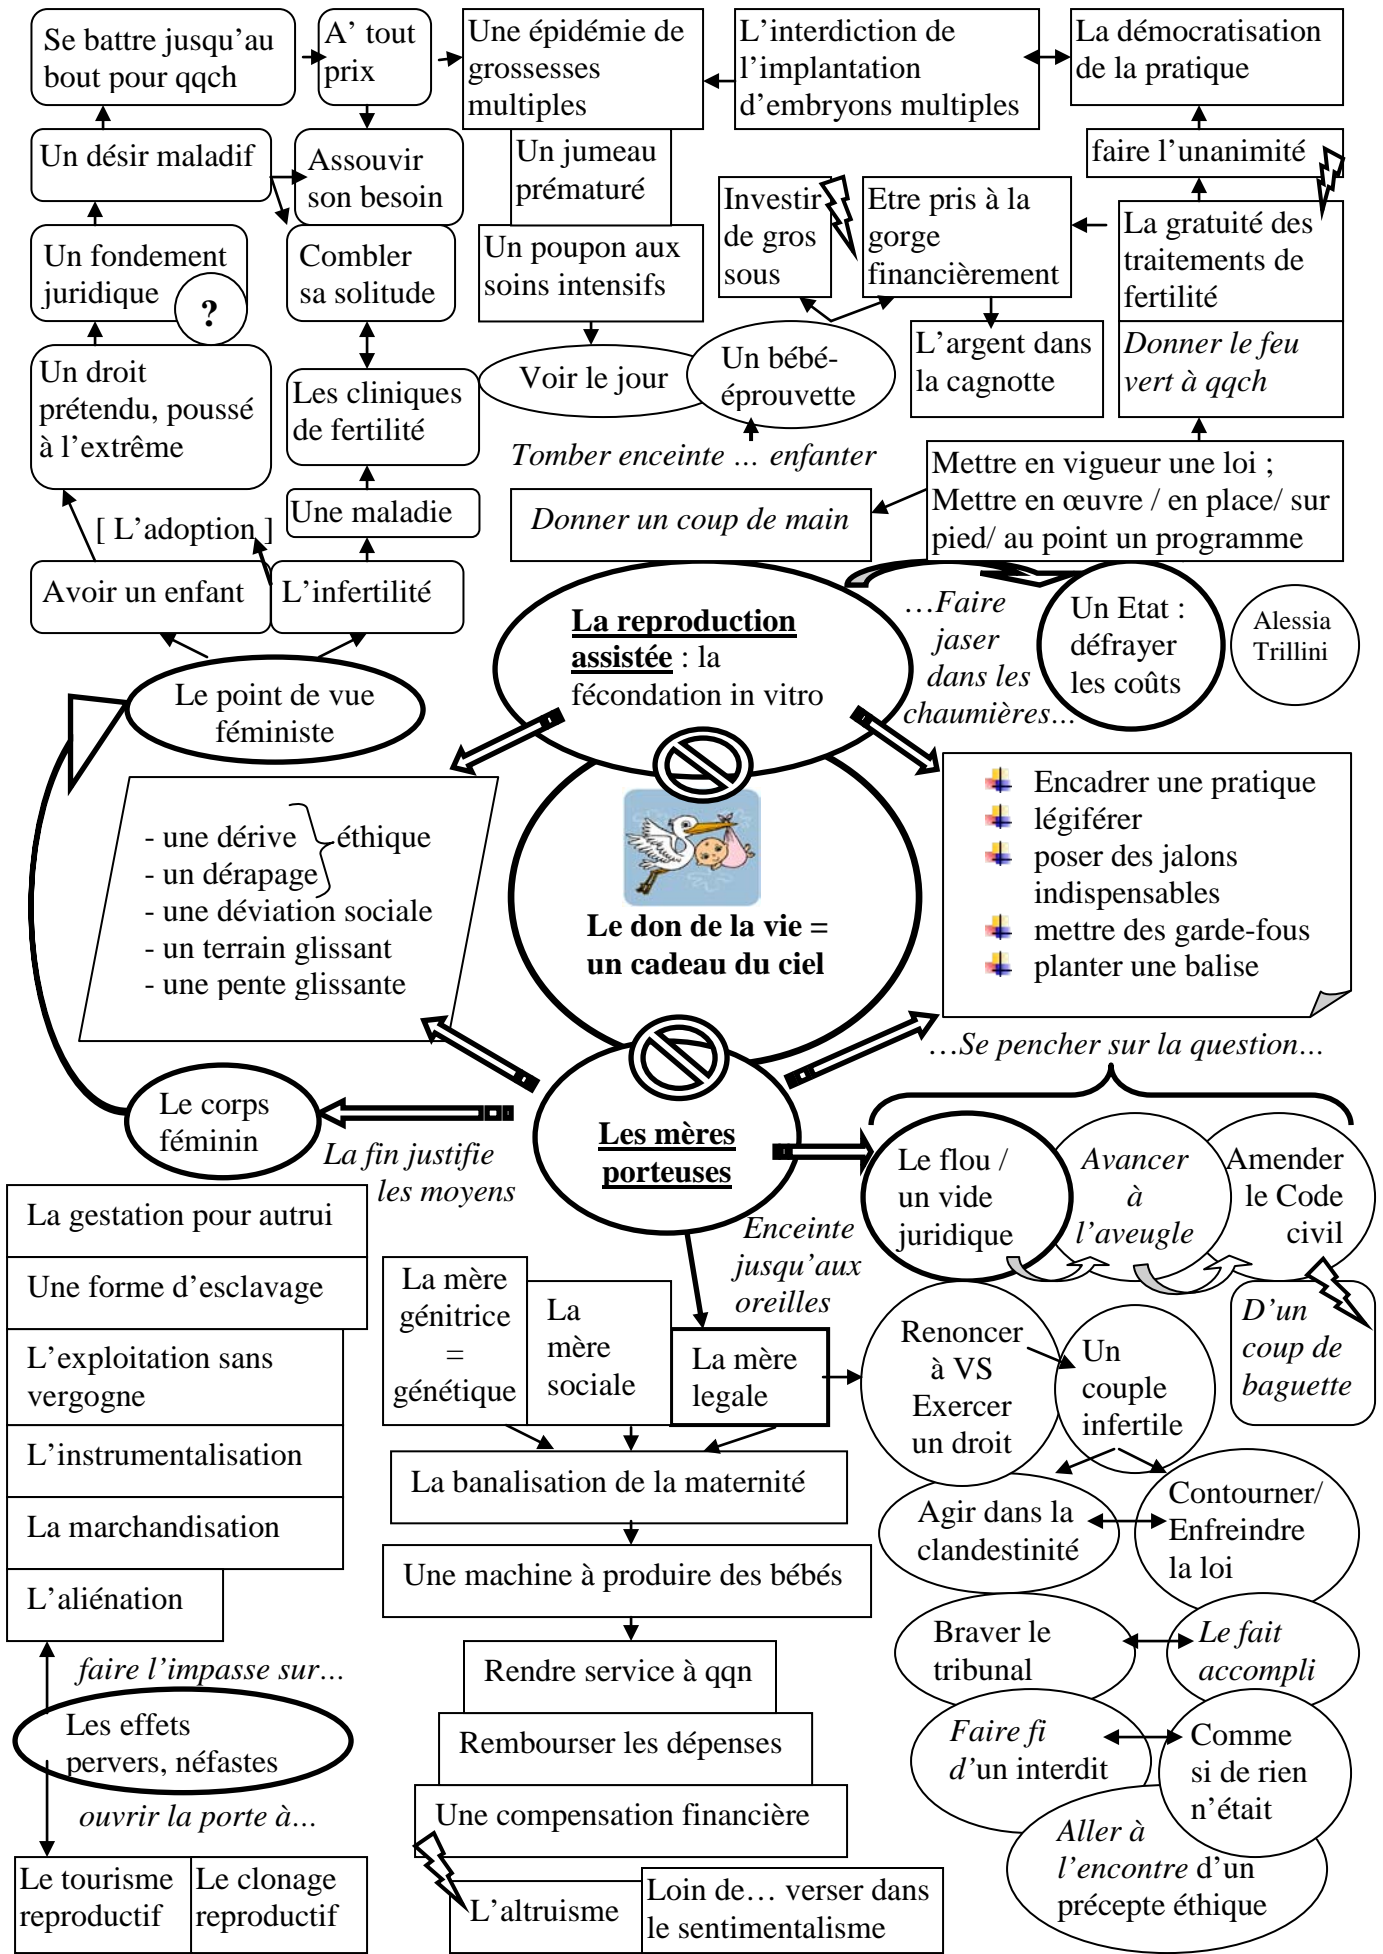 Se battre jusqu’au
bout pour qqch
A’ tout
prix
Une épidémie de
grossesses
multiples
L’interdiction de
l’implantation
d’embryons multiples
La démocratisation
de la pratique
Un désir maladif
Assouvir
son besoin
Un jumeau
prématuré
faire l’unanimité
Investir
de gros
sous
Etre pris à la
gorge
financièrement
La gratuité des
traitements de
fertilité
Un fondement
juridique
?
Combler
sa solitude
Un poupon aux
soins intensifs
Un droit
prétendu, poussé
à l’extrême
Les cliniques
de fertilité
Voir le jour
Un bébé-
éprouvette
L’argent dans
la cagnotte
Donner le feu
vert à qqch
Tomber enceinte … enfanter
Mettre en vigueur une loi ;
Mettre en œuvre / en place/ sur
pied/ au point un programme
[ L’adoption ]
Une maladie
Donner un coup de main
Avoir un enfant
L’infertilité
La reproduction
assistée : la
fécondation in vitro
…Faire
jaser
dans les
chaumières…
Un Etat :
défrayer
les coûts
Alessia
Trillini
Le point de vue
féministe
- une dérive
éthique
- un dérapage
- une déviation sociale
- un terrain glissant
- une pente glissante
Le don de la vie =
un cadeau du ciel
Encadrer une pratique
légiférer
poser des jalons
indispensables
mettre des garde-fous
planter une balise
…Se pencher sur la question…
Le corps
féminin
La fin justifie
les moyens
Les mères
porteuses
Le flou /
un vide
juridique
Avancer
à
l’aveugle
Amender
le Code
civil
La gestation pour autrui
Une forme d’esclavage
L’exploitation sans
vergogne
L’instrumentalisation
La marchandisation
L’aliénation
Enceinte
jusqu’aux
oreilles
La mère
génitrice
=
génétique
La
mère
sociale
La mère
legale
Renoncer
à VS
Exercer
un droit
Un
couple
infertile
D’un
coup de
baguette
La banalisation de la maternité
Agir dans la
clandestinité
Contourner/
Enfreindre
la loi
Une machine à produire des bébés
Braver le
tribunal
Le fait
accompli
faire l’impasse sur…
Rendre service à qqn
Les effets
pervers, néfastes
Rembourser les dépenses
Faire fi
d’un interdit
Comme
si de rien
n’était
ouvrir la porte à…
Une compensation financière
Aller à
l’encontre d’un
précepte éthique
Le tourisme
reproductif
Le clonage
reproductif
L’altruisme
Loin de… verser dans
le sentimentalisme